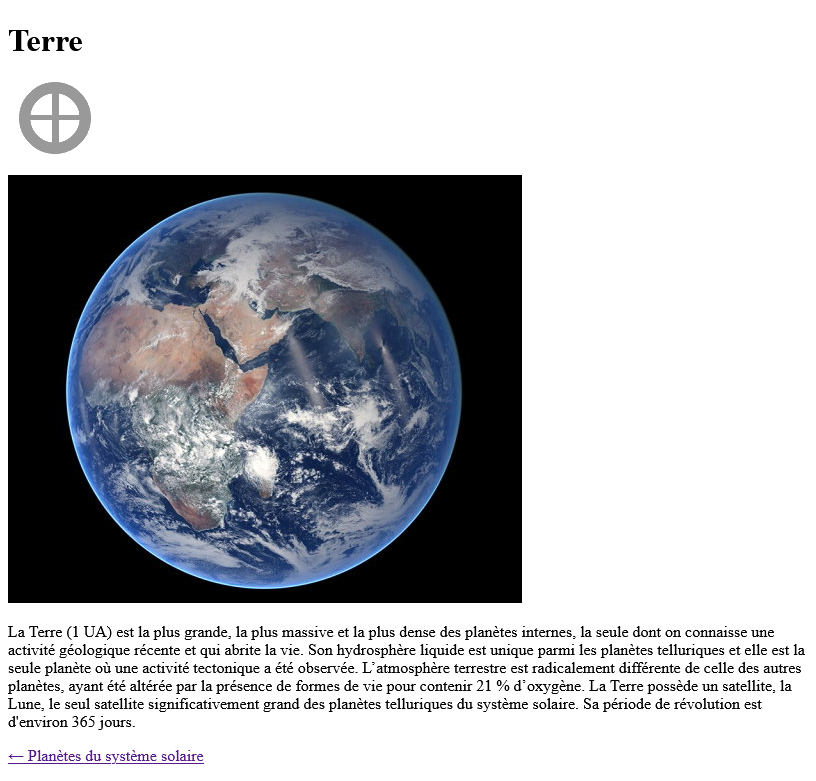 Terre
La Terre (1 UA) est la plus grande, la plus massive et la plus dense des planètes internes, la seule dont on connaisse une
activité géologique récente et qui abrite la vie. Son hydrosphère liquide est unique parmi les planètes telluriques et elle est la
seule planète où une activité tectonique a été observée. L’atmosphère terrestre est radicalement différente de celle des autres
planètes, ayant été altérée par la présence de formes de vie pour contenir 21 % d’oxygène. La Terre possède un satellite, la
Lune, le seul satellite significativement grand des planètes telluriques du système solaire. Sa période de révolution est
d'environ 365 jours.
← Planètes du système solaire